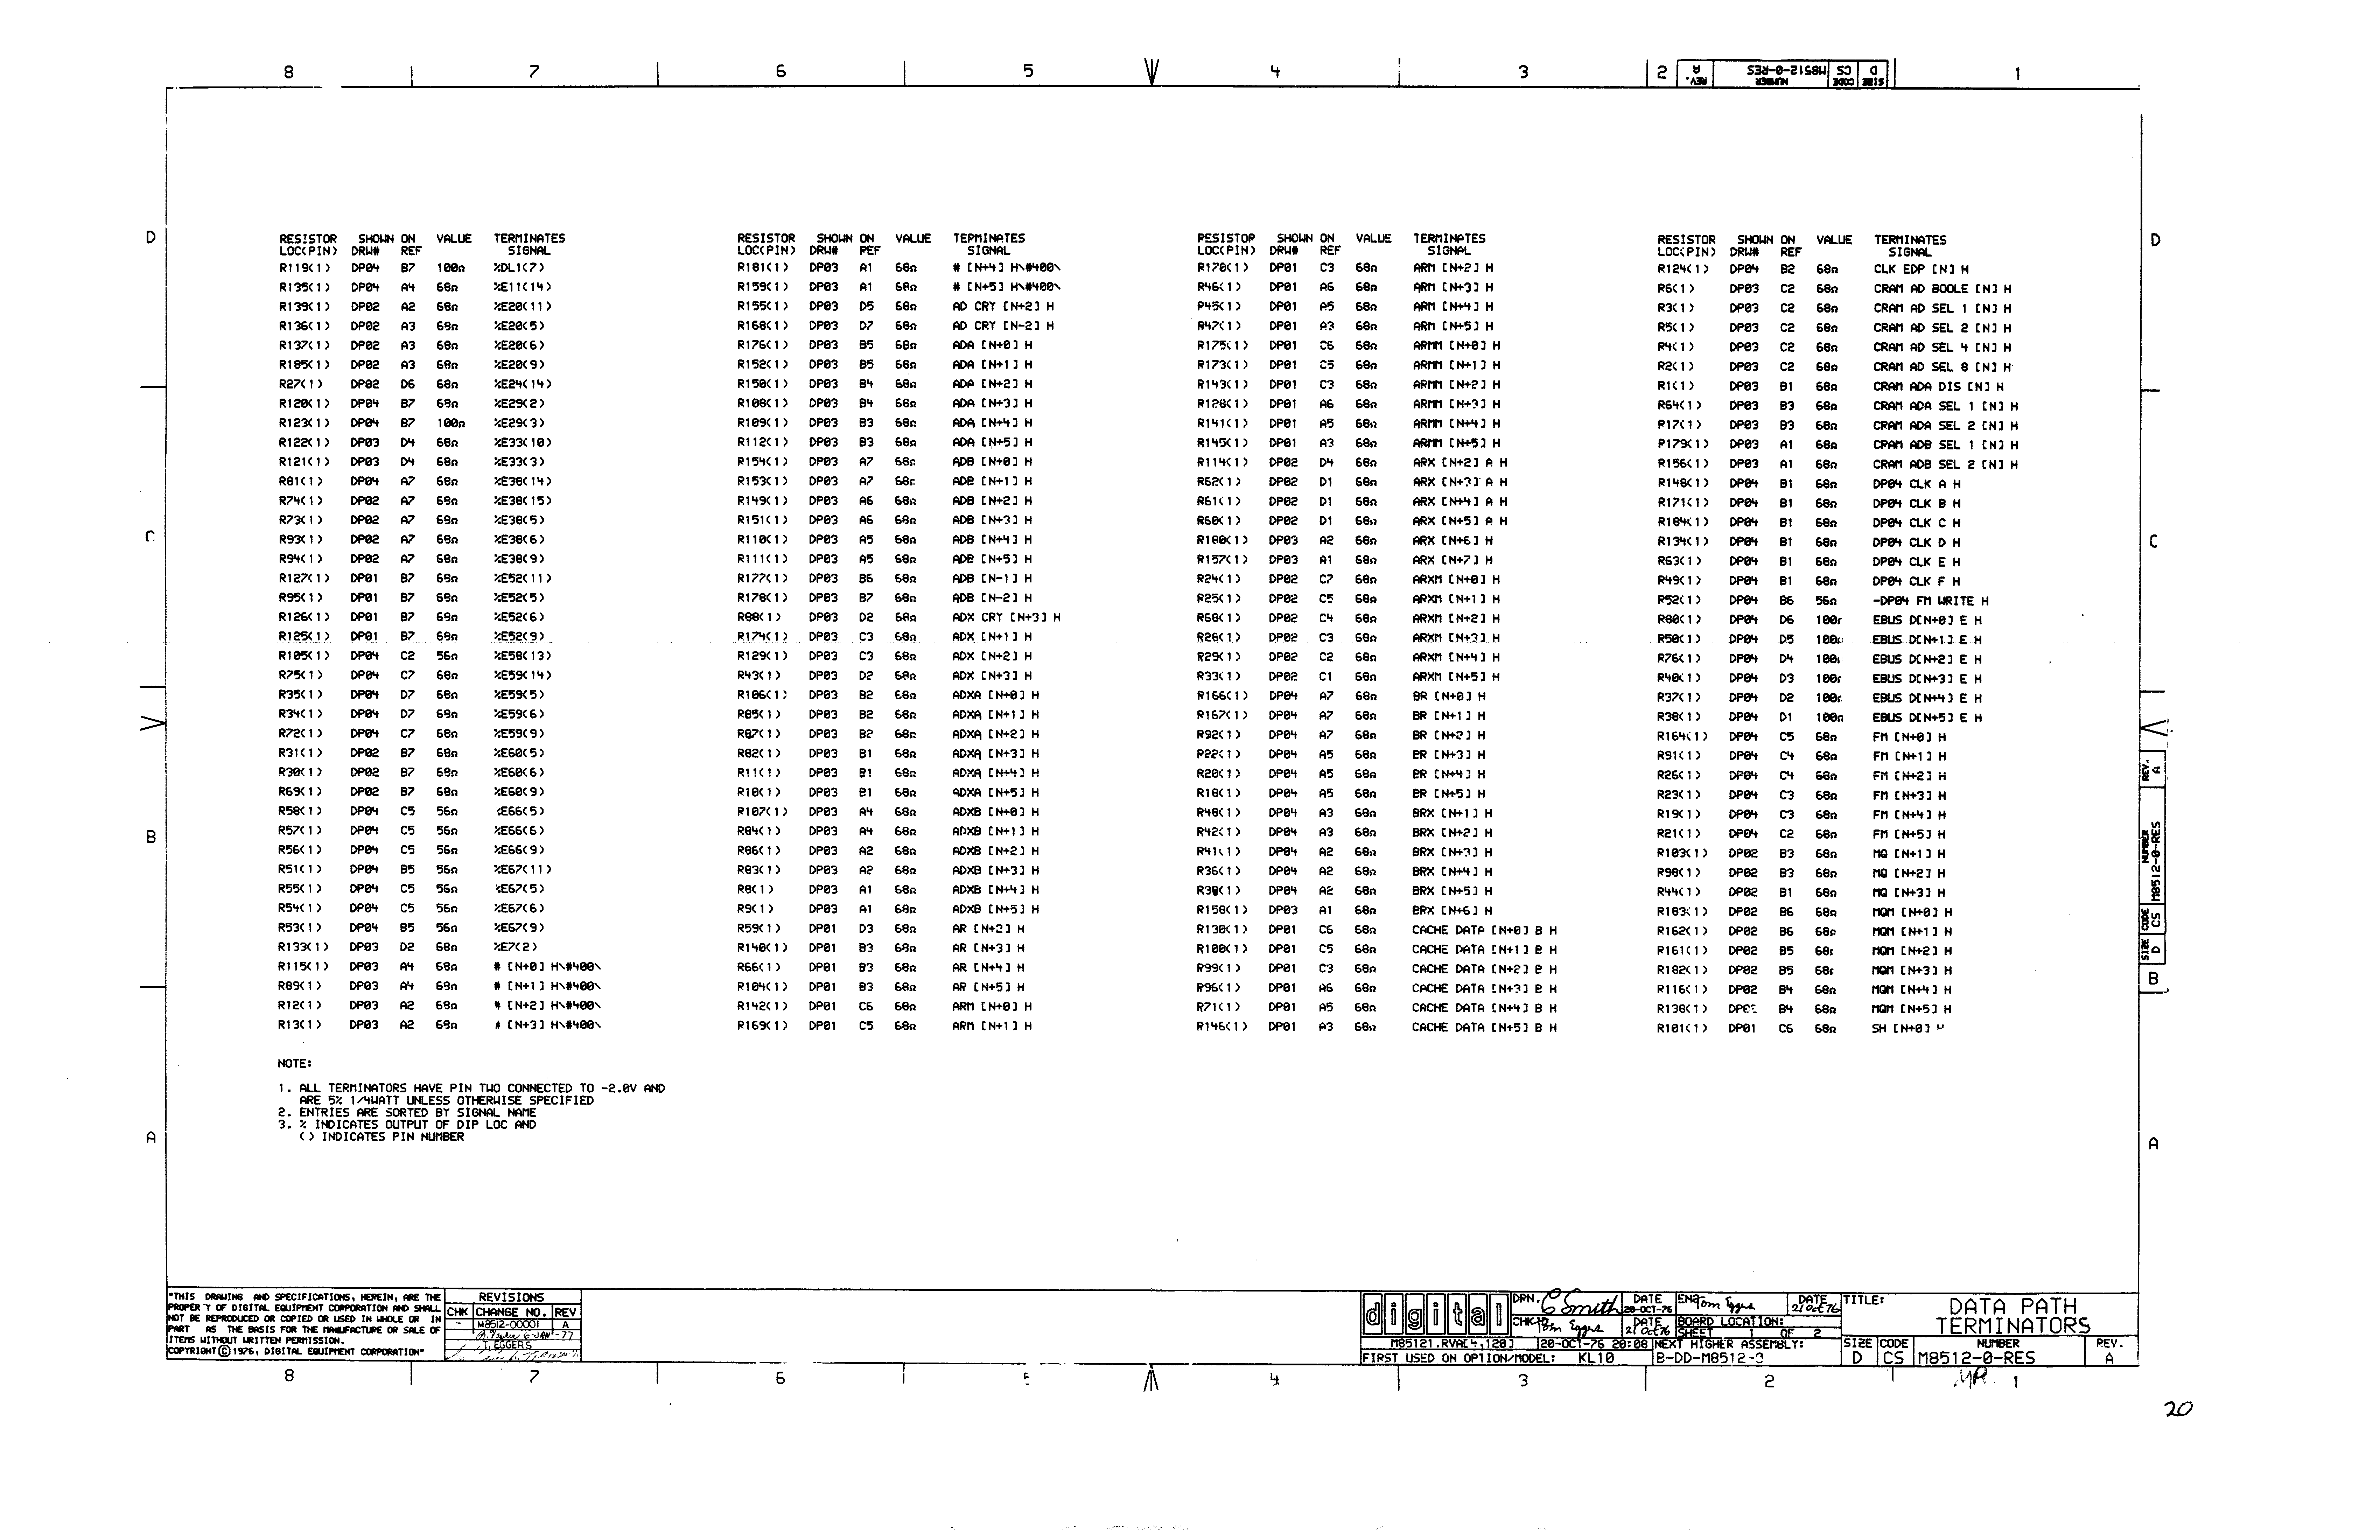 8 7 6 5 4 3 2 1
REV. A NUMBER M8512-0-RES CODE CS SIZE D
RESISTOR SHOWN ON VALUE TERMINATES
LOC(PIN) DRW# REF SIGNAL
R119(1) DP04 B7 100Ω %DL1(7)
R135(1) DP04 A4 68Ω %E11(14)
R139(1) DP02 A2 68Ω %E20(11)
R136(1) DP02 A3 68Ω %E20(5)
R137(1) DP02 A3 68Ω %E20(6)
R185(1) DP02 A3 68Ω %E20(9)
R27(1) DP02 D6 68Ω %E24(14)
R120(1) DP04 B7 68Ω %E29(2)
R123(1) DP04 B7 100Ω %E29(3)
R122(1) DP03 D4 68Ω %E33(10)
R121(1) DP03 D4 68Ω %E33(3)
R81(1) DP04 A7 68Ω %E38(14)
R74(1) DP02 A7 68Ω %E38(15)
R73(1) DP02 A7 68Ω %E38(5)
R93(1) DP02 A7 68Ω %E38(6)
R94(1) DP02 A7 68Ω %E38(9)
R127(1) DP01 B7 68Ω %E52(11)
R95(1) DP01 B7 68Ω %E52(5)
R126(1) DP01 B7 68Ω %E52(6)
R125(1) DP01 B7 68Ω %E52(9)
R105(1) DP04 C2 56Ω %E58(13)
R75(1) DP04 C7 68Ω %E59(14)
R35(1) DP04 D7 68Ω %E59(5)
R34(1) DP04 D7 68Ω %E59(6)
R72(1) DP04 C7 68Ω %E59(9)
R31(1) DP02 B7 68Ω %E60(5)
R30(1) DP02 B7 68Ω %E60(6)
R69(1) DP02 B7 68Ω %E60(9)
R58(1) DP04 C5 56Ω %E66(5)
R57(1) DP04 C5 56Ω %E66(6)
R56(1) DP04 C5 56Ω %E66(9)
R51(1) DP04 B5 56Ω %E67(11)
R55(1) DP04 C5 56Ω %E67(5)
R54(1) DP04 C5 56Ω %E67(6)
R53(1) DP04 B5 56Ω %E67(9)
R133(1) DP03 D2 68Ω %E7(2)
R115(1) DP03 A4 68Ω # [N+0] H\#400\
R89(1) DP03 A4 68Ω # [N+1] H\#400\
R12(1) DP03 A2 68Ω # [N+2] H\#400\
R13(1) DP03 A2 68Ω # [N+3] H\#400\
RESISTOR SHOWN ON VALUE TERMINATES
LOC(PIN) DRW# REF SIGNAL
R181(1) DP03 A1 68Ω # [N+4] H\#400\
R159(1) DP03 A1 68Ω # [N+5] H\#400\
R155(1) DP03 D5 68Ω AD CRY [N+2] H
R168(1) DP03 D7 68Ω AD CRY [N-2] H
R176(1) DP03 B5 68Ω ADA [N+0] H
R152(1) DP03 B5 68Ω ADA [N+1] H
R150(1) DP03 B4 68Ω ADA [N+2] H
R108(1) DP03 B4 68Ω ADA [N+3] H
R109(1) DP03 B3 68Ω ADA [N+4] H
R112(1) DP03 B3 68Ω ADA [N+5] H
R154(1) DP03 A7 68Ω ADB [N+0] H
R153(1) DP03 A7 68Ω ADB [N+1] H
R149(1) DP03 A6 68Ω ADB [N+2] H
R151(1) DP03 A6 68Ω ADB [N+3] H
R110(1) DP03 A5 68Ω ADB [N+4] H
R111(1) DP03 A5 68Ω ADB [N+5] H
R177(1) DP03 B6 68Ω ADB [N-1] H
R178(1) DP03 B7 68Ω ADB [N-2] H
R88(1) DP03 D2 68Ω ADX CRY [N+3] H
R174(1) DP03 C3 68Ω ADX [N+1] H
R129(1) DP03 C3 68Ω ADX [N+2] H
R43(1) DP03 D2 68Ω ADX [N+3] H
R106(1) DP03 B2 68Ω ADXA [N+0] H
R85(1) DP03 B2 68Ω ADXA [N+1] H
R87(1) DP03 B2 68Ω ADXA [N+2] H
R82(1) DP03 B1 68Ω ADXA [N+3] H
R11(1) DP03 B1 68Ω ADXA [N+4] H
R10(1) DP03 B1 68Ω ADXA [N+5] H
R107(1) DP03 A4 68Ω ADXB [N+0] H
R84(1) DP03 A4 68Ω ADXB [N+1] H
R86(1) DP03 A2 68Ω ADXB [N+2] H
R83(1) DP03 A2 68Ω ADXB [N+3] H
R8(1) DP03 A1 68Ω ADXB [N+4] H
R9(1) DP03 A1 68Ω ADXB [N+5] H
R59(1) DP01 D3 68Ω AR [N+2] H
R140(1) DP01 B3 68Ω AR [N+3] H
R66(1) DP01 B3 68Ω AR [N+4] H
R104(1) DP01 B3 68Ω AR [N+5] H
R142(1) DP01 C6 68Ω ARM [N+0] H
R169(1) DP01 C5 68Ω ARM [N+1] H
RESISTOR SHOWN ON VALUE TERMINATES
LOC(PIN) DRW# REF SIGNAL
R170(1) DP01 C3 68Ω ARM [N+2] H
R46(1) DP01 A6 68Ω ARM [N+3] H
R45(1) DP01 A5 68Ω ARM [N+4] H
R47(1) DP01 A3 68Ω ARM [N+5] H
R175(1) DP01 C6 68Ω ARMM [N+0] H
R173(1) DP01 C5 68Ω ARMM [N+1] H
R143(1) DP01 C3 68Ω ARMM [N+2] H
R128(1) DP01 A6 68Ω ARMM [N+3] H
R141(1) DP01 A5 68Ω ARMM [N+4] H
R145(1) DP01 A3 68Ω ARMM [N+5] H
R114(1) DP02 D4 68Ω ARX [N+2] A H
R62(1) DP02 D1 68Ω ARX [N+3] A H
R61(1) DP02 D1 68Ω ARX [N+4] A H
R60(1) DP02 D1 68Ω ARX [N+5] A H
R180(1) DP03 A2 68Ω ARX [N+6] H
R157(1) DP03 A1 68Ω ARX [N+7] H
R24(1) DP02 C7 68Ω ARXM [N+0] H
R25(1) DP02 C5 68Ω ARXM [N+1] H
R68(1) DP02 C4 68Ω ARXM [N+2] H
R28(1) DP02 C3 68Ω ARXM [N+3] H
R29(1) DP02 C2 68Ω ARXM [N+4] H
R33(1) DP02 C1 68Ω ARXM [N+5] H
R166(1) DP04 A7 68Ω BR [N+0] H
R167(1) DP04 A7 68Ω BR [N+1] H
R92(1) DP04 A7 68Ω BR [N+2] H
R22(1) DP04 A5 68Ω BR [N+3] H
R20(1) DP04 A5 68Ω BR [N+4] H
R18(1) DP04 A5 68Ω BR [N+5] H
R48(1) DP04 A3 68Ω BRX [N+1] H
R42(1) DP04 A3 68Ω BRX [N+2] H
R41(1) DP04 A2 68Ω BRX [N+3] H
R36(1) DP04 A2 68Ω BRX [N+4] H
R39(1) DP04 A2 68Ω BRX [N+5] H
R158(1) DP03 A1 68Ω BRX [N+6] H
R130(1) DP01 C6 68Ω CACHE DATA [N+0] B H
R100(1) DP01 C5 68Ω CACHE DATA [N+1] B H
R99(1) DP01 C3 68Ω CACHE DATA [N+2] B H
R96(1) DP01 A6 68Ω CACHE DATA [N+3] B H
R71(1) DP01 A5 68Ω CACHE DATA [N+4] B H
R146(1) DP01 A3 68Ω CACHE DATA [N+5] B H
RESISTOR SHOWN ON VALUE TERMINATES
LOC(PIN) DRW# REF SIGNAL
R124(1) DP04 B2 68Ω CLK EDP [N] H
R6(1) DP03 C2 68Ω CRAM AD BOOLE [N] H
R3(1) DP03 C2 68Ω CRAM AD SEL 1 [N] H
R5(1) DP03 C2 68Ω CRAM AD SEL 2 [N] H
R4(1) DP03 C2 68Ω CRAM AD SEL 4 [N] H
R2(1) DP03 C2 68Ω CRAM AD SEL 8 [N] H
R1(1) DP03 B1 68Ω CRAM ADA DIS [N] H
R64(1) DP03 B3 68Ω CRAM ADA SEL 1 [N] H
R17(1) DP03 B3 68Ω CRAM ADA SEL 2 [N] H
R179(1) DP03 A1 68Ω CRAM ADB SEL 1 [N] H
R156(1) DP03 A1 68Ω CRAM ADB SEL 2 [N] H
R148(1) DP04 B1 68Ω DP04 CLK A H
R171(1) DP04 B1 68Ω DP04 CLK B H
R184(1) DP04 B1 68Ω DP04 CLK C H
R134(1) DP04 B1 68Ω DP04 CLK D H
R63(1) DP04 B1 68Ω DP04 CLK E H
R49(1) DP04 B1 68Ω DP04 CLK F H
R52(1) DP04 B6 56Ω -DP04 FM WRITE H
R80(1) DP04 D6 100Ω EBUS D[N+0] E H
R50(1) DP04 D5 100Ω EBUS D[N+1] E H
R76(1) DP04 D4 100Ω EBUS D[N+2] E H
R40(1) DP04 D3 100Ω EBUS D[N+3] E H
R37(1) DP04 D2 100Ω EBUS D[N+4] E H
R38(1) DP04 D1 100Ω EBUS D[N+5] E H
R164(1) DP04 C5 68Ω FM [N+0] H
R91(1) DP04 C4 68Ω FM [N+1] H
R26(1) DP04 C4 68Ω FM [N+2] H
R23(1) DP04 C3 68Ω FM [N+3] H
R19(1) DP04 C3 68Ω FM [N+4] H
R21(1) DP04 C2 68Ω FM [N+5] H
R103(1) DP02 B3 68Ω MQ [N+1] H
R98(1) DP02 B3 68Ω MQ [N+2] H
R44(1) DP02 B1 68Ω MQ [N+3] H
R183(1) DP02 B6 68Ω MQM [N+0] H
R162(1) DP02 B6 68Ω MQM [N+1] H
R161(1) DP02 B5 68Ω MQM [N+2] H
R182(1) DP02 B5 68Ω MQM [N+3] H
R116(1) DP02 B4 68Ω MQM [N+4] H
R138(1) DP02 B4 68Ω MQM [N+5] H
R101(1) DP01 C6 68Ω SH [N+0] H
D D
C C
B B
A A
REV. A
NUMBER M8512-0-RES
CODE CS
SIZE D
NOTE:
1. ALL TERMINATORS HAVE PIN TWO CONNECTED TO -2.0V AND
ARE 5% 1/4WATT UNLESS OTHERWISE SPECIFIED
2. ENTRIES ARE SORTED BY SIGNAL NAME
3. % INDICATES OUTPUT OF DIP LOC AND
() INDICATES PIN NUMBER
"THIS DRAWING AND SPECIFICATIONS, HEREIN, ARE THE
PROPERTY OF DIGITAL EQUIPMENT CORPORATION AND SHALL
NOT BE REPRODUCED OR COPIED OR USED IN WHOLE OR IN
PART AS THE BASIS FOR THE MANUFACTURE OR SALE OF
ITEMS WITHOUT WRITTEN PERMISSION.
COPYRIGHT © 1976, DIGITAL EQUIPMENT CORPORATION"
REVISIONS
CHK CHANGE NO. REV
- M8512-00001 A
6-JAN-77
T. EGGERS
digital
DRN. C Smith DATE 20-OCT-76 ENG Tom Eggers DATE 21 Oct 76
CHK'D Tom Eggers DATE 21 Oct 76 BOARD LOCATION:
SHEET 1 OF 2
M85121.RVA[4,120] 20-OCT-76 20:08 NEXT HIGHER ASSEMBLY:
FIRST USED ON OPTION/MODEL: KL10 B-DD-M8512-0
TITLE: DATA PATH
TERMINATORS
SIZE CODE NUMBER REV.
D CS M8512-0-RES A
8 7 6 5 4 3 2 1
MR
20